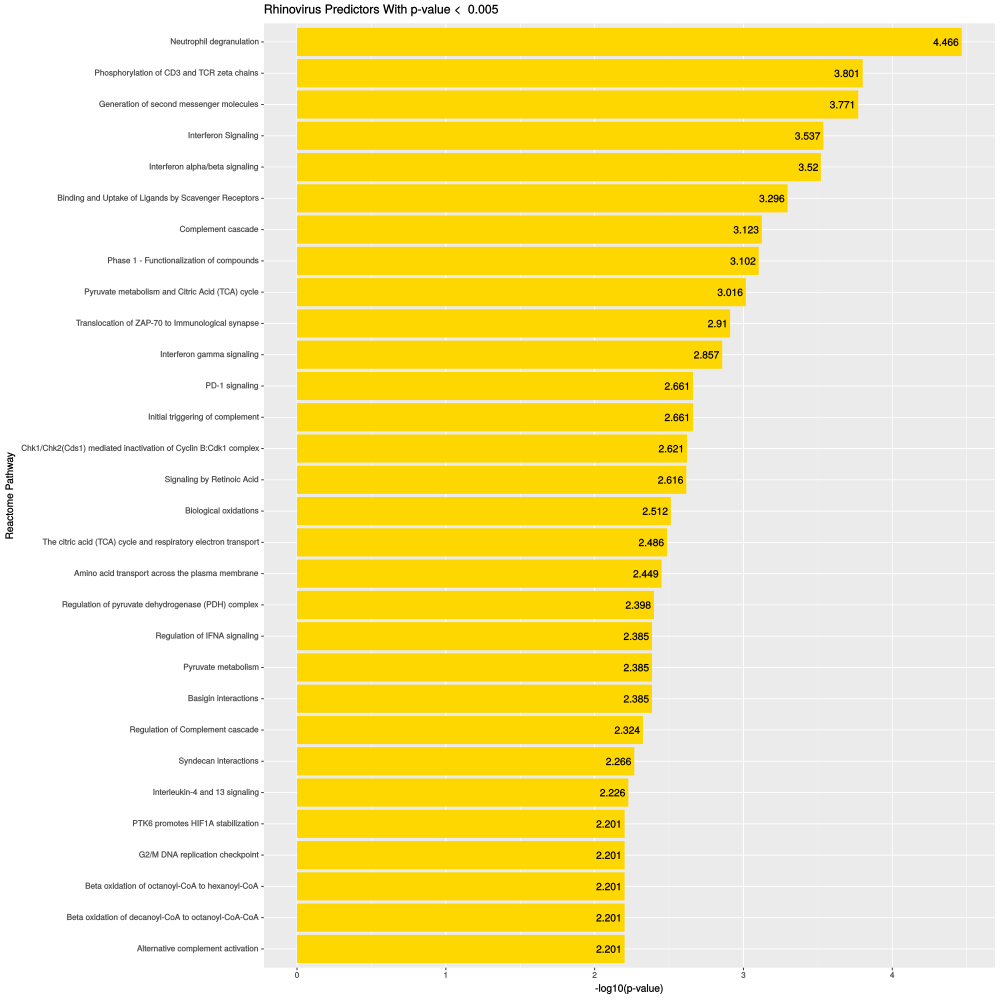 Rhinovirus Predictors With p-value < 0.005
Neutrophil degranulation 4.466
Phosphorylation of CD3 and TCR zeta chains 3.801
Generation of second messenger molecules 3.771
Interferon Signaling 3.537
Interferon alpha/beta signaling 3.52
Binding and Uptake of Ligands by Scavenger Receptors 3.296
Complement cascade 3.123
Phase 1 - Functionalization of compounds 3.102
Pyruvate metabolism and Citric Acid (TCA) cycle 3.016
Translocation of ZAP-70 to Immunological synapse 2.91
Interferon gamma signaling 2.857
PD-1 signaling 2.661
Initial triggering of complement 2.661
Chk1/Chk2(Cds1) mediated inactivation of Cyclin B:Cdk1 complex 2.621
Signaling by Retinoic Acid 2.616
Biological oxidations 2.512
The citric acid (TCA) cycle and respiratory electron transport 2.486
Amino acid transport across the plasma membrane 2.449
Regulation of pyruvate dehydrogenase (PDH) complex 2.398
Regulation of IFNA signaling 2.385
Pyruvate metabolism 2.385
Basigin interactions 2.385
Regulation of Complement cascade 2.324
Syndecan interactions 2.266
Interleukin-4 and 13 signaling 2.226
PTK6 promotes HIF1A stabilization 2.201
G2/M DNA replication checkpoint 2.201
Beta oxidation of octanoyl-CoA to hexanoyl-CoA 2.201
Beta oxidation of decanoyl-CoA to octanoyl-CoA-CoA 2.201
Alternative complement activation 2.201
Reactome Pathway
0 1 2 3 4
-log10(p-value)